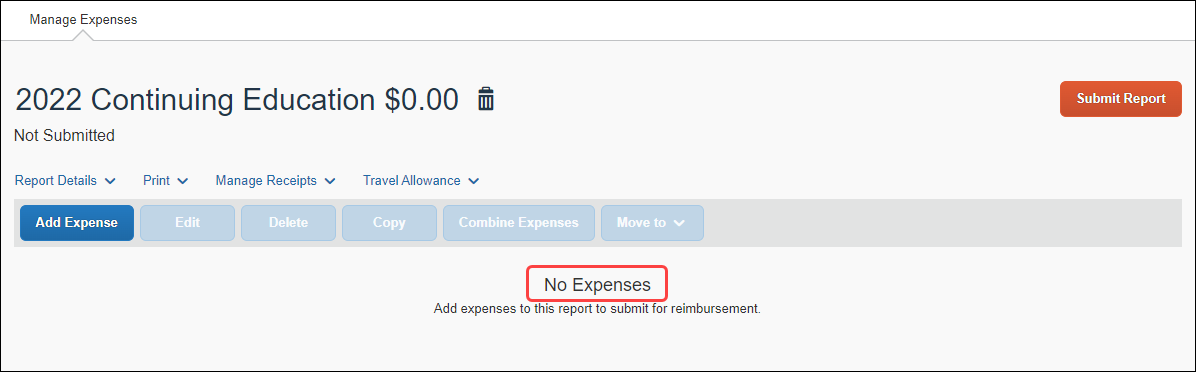 Manage Expenses
2022 Continuing Education $0.00
Submit Report
Not Submitted
Report Details Print Manage Receipts Travel Allowance
Add Expense Edit Delete Copy Combine Expenses Move to
No Expenses
Add expenses to this report to submit for reimbursement.